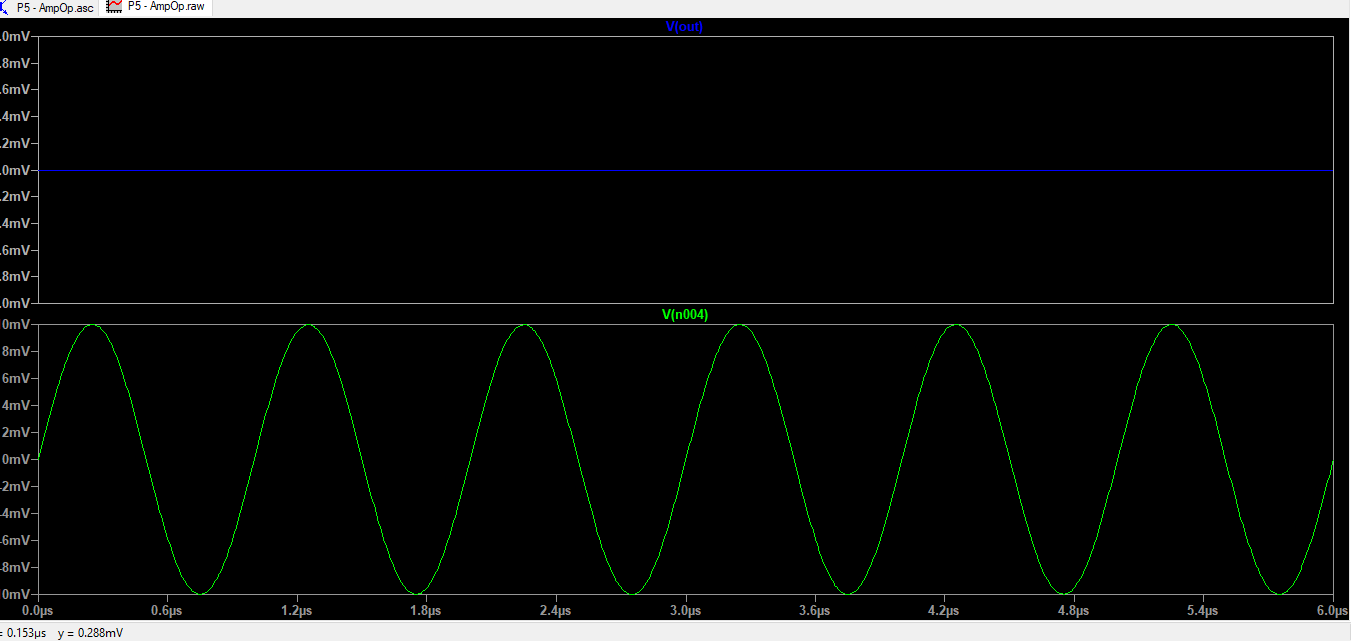 P5 - AmpOp.asc P5 - AmpOp.raw
V(out)
.0mV
.8mV
.6mV
.4mV
.2mV
.0mV
.2mV
.4mV
.6mV
.8mV
.0mV
V(n004)
0mV
8mV
6mV
4mV
2mV
0mV
-2mV
-4mV
-6mV
-8mV
0mV
0.0µs 0.6µs 1.2µs 1.8µs 2.4µs 3.0µs 3.6µs 4.2µs 4.8µs 5.4µs 6.0µs
= 0.153µs y = 0.288mV